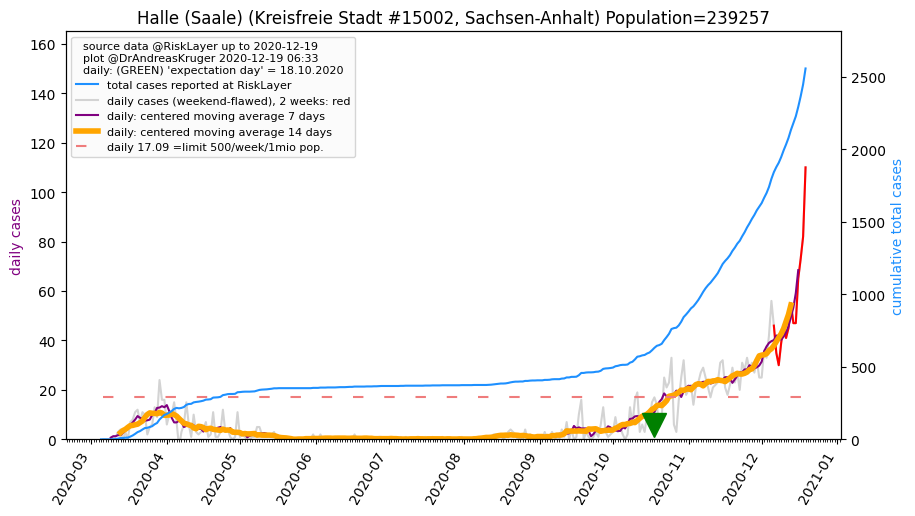 Halle (Saale) (Kreisfreie Stadt #15002, Sachsen-Anhalt) Population=239257
source data @RiskLayer up to 2020-12-19
plot @DrAndreasKruger 2020-12-19 06:33
daily: (GREEN) 'expectation day' = 18.10.2020
total cases reported at RiskLayer
daily cases (weekend-flawed), 2 weeks: red
daily: centered moving average 7 days
daily: centered moving average 14 days
daily 17.09 =limit 500/week/1mio pop.
daily cases
160
140
120
100
80
60
40
20
0
cumulative total cases
2500
2000
1500
1000
500
0
2020-03
2020-04
2020-05
2020-06
2020-07
2020-08
2020-09
2020-10
2020-11
2020-12
2021-01